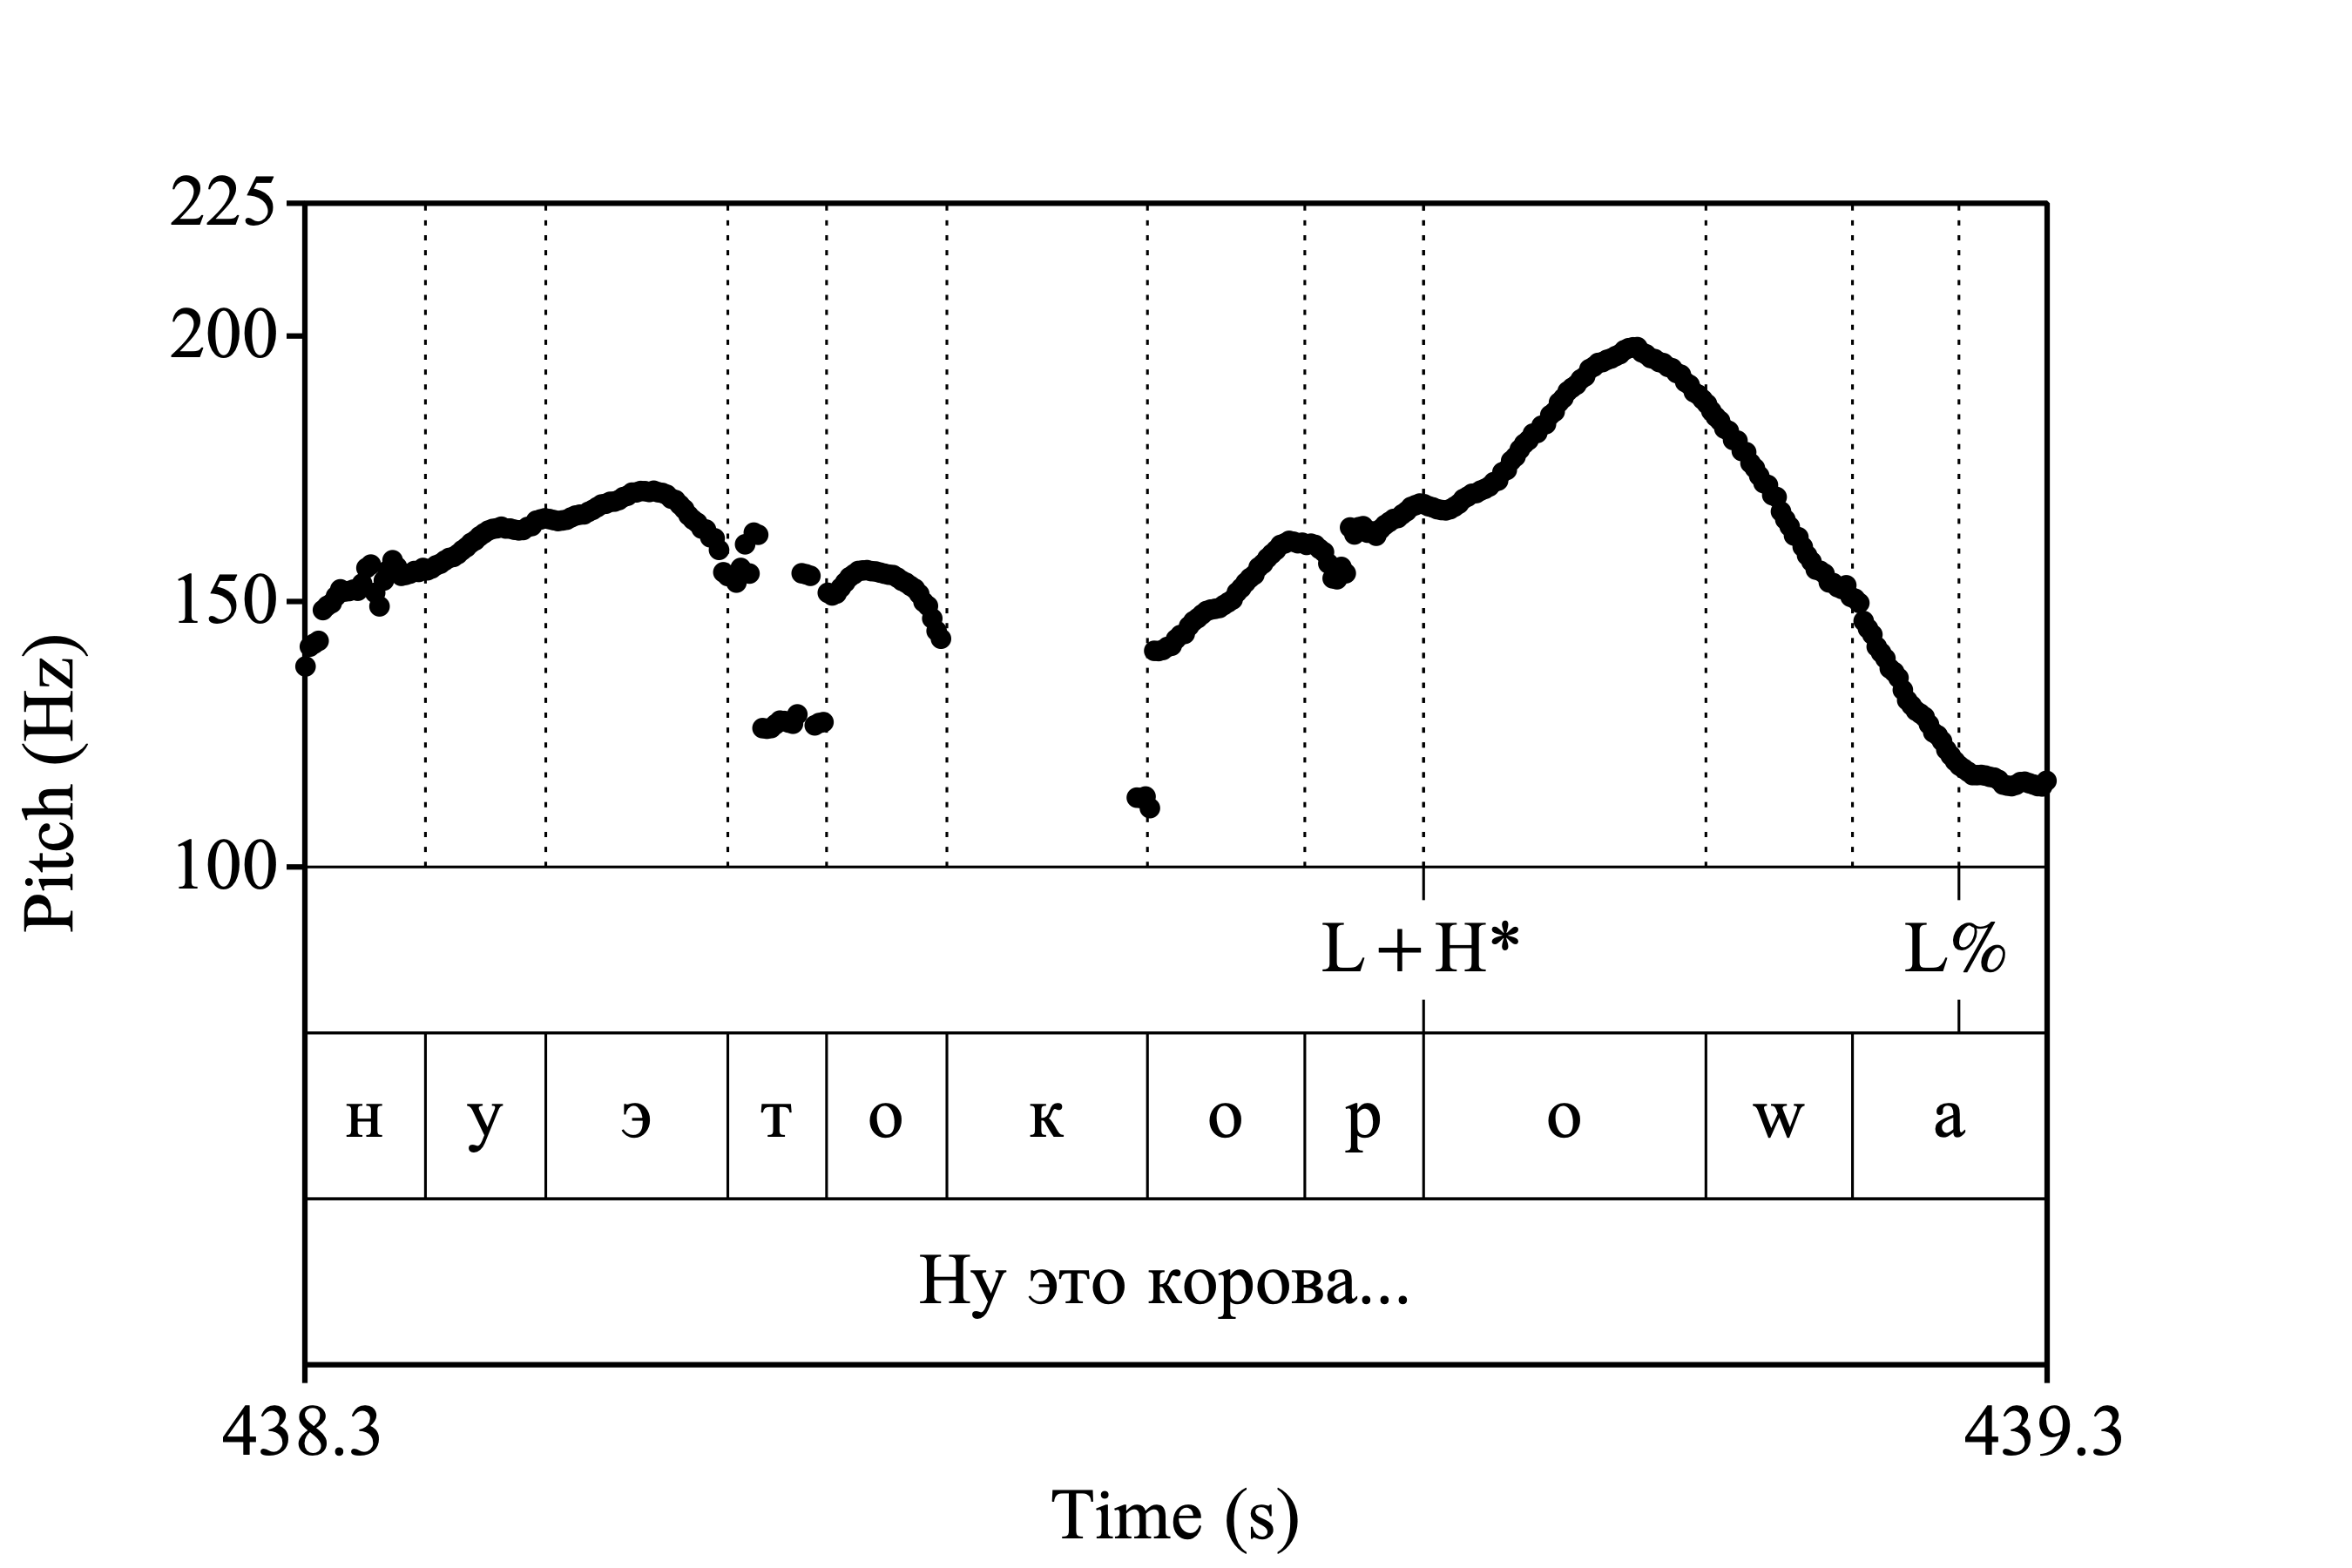 225
200
150
100
Pitch (Hz)
L+H* L%
н у э т о к о р о w а
Ну это корова...
438.3 439.3
Time (s)